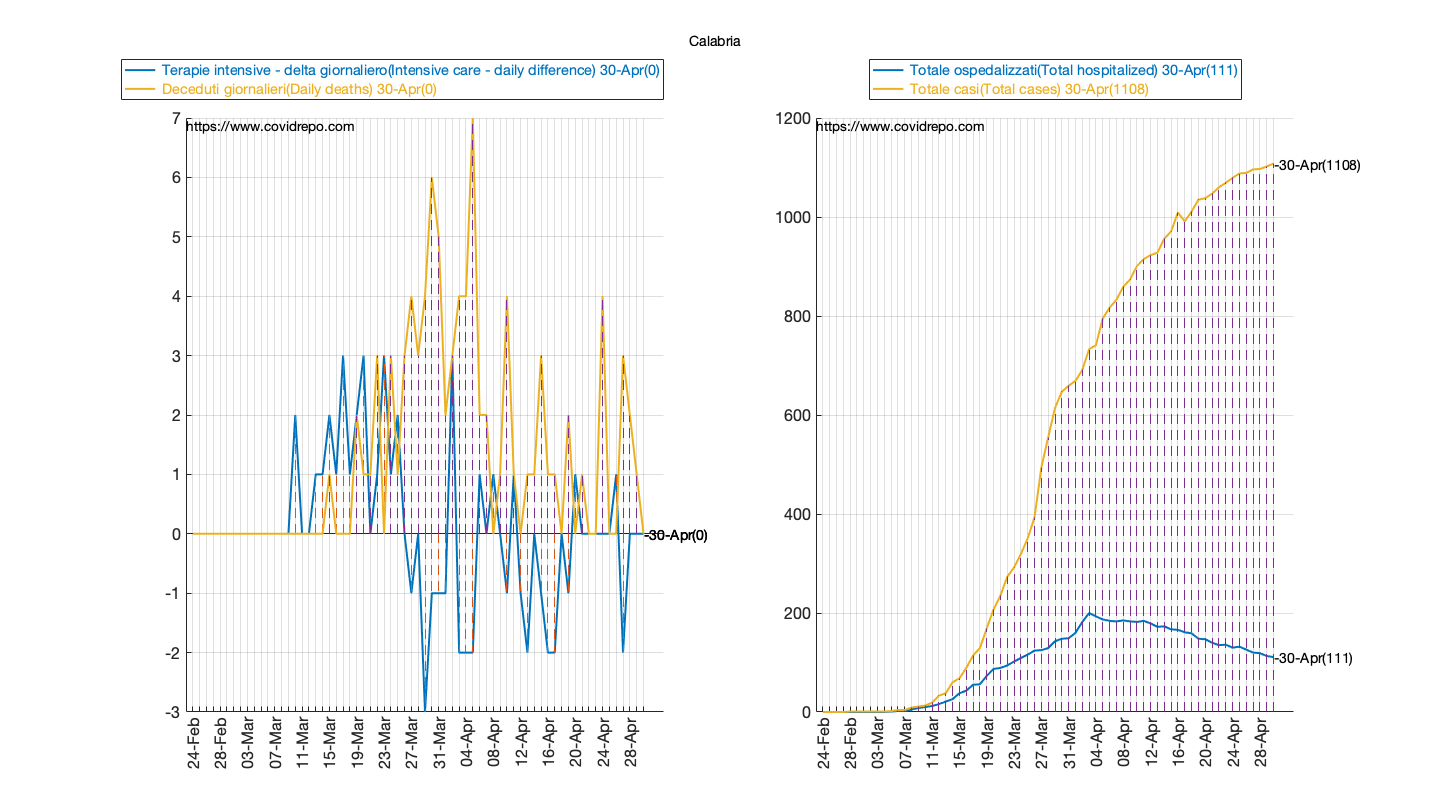 Calabria
Terapie intensive - delta giornaliero(Intensive care - daily difference) 30-Apr(0)
Deceduti giornalieri(Daily deaths) 30-Apr(0)
https://www.covidrepo.com
7
6
5
4
3
2
1
0
-1
-2
-3
-30-Apr(0)
24-Feb
28-Feb
03-Mar
07-Mar
11-Mar
15-Mar
19-Mar
23-Mar
27-Mar
31-Mar
04-Apr
08-Apr
12-Apr
16-Apr
20-Apr
24-Apr
28-Apr
Totale ospedalizzati(Total hospitalized) 30-Apr(111)
Totale casi(Total cases) 30-Apr(1108)
https://www.covidrepo.com
1200
1000
800
600
400
200
0
-30-Apr(1108)
-30-Apr(111)
24-Feb
28-Feb
03-Mar
07-Mar
11-Mar
15-Mar
19-Mar
23-Mar
27-Mar
31-Mar
04-Apr
08-Apr
12-Apr
16-Apr
20-Apr
24-Apr
28-Apr